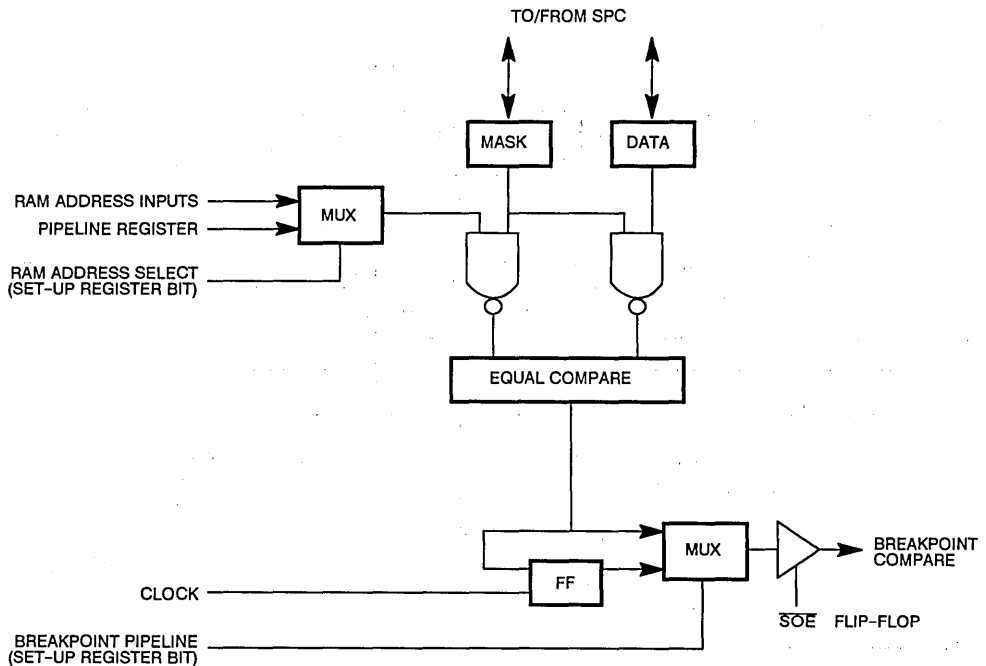 TO/FROM SPC
MASK
DATA
RAM ADDRESS INPUTS
MUX
PIPELINE REGISTER
RAM ADDRESS SELECT
(SET-UP REGISTER BIT)
EQUAL COMPARE
MUX
BREAKPOINT
COMPARE
FF
CLOCK
SOE FLIP-FLOP
BREAKPOINT PIPELINE
(SET-UP REGISTER BIT)